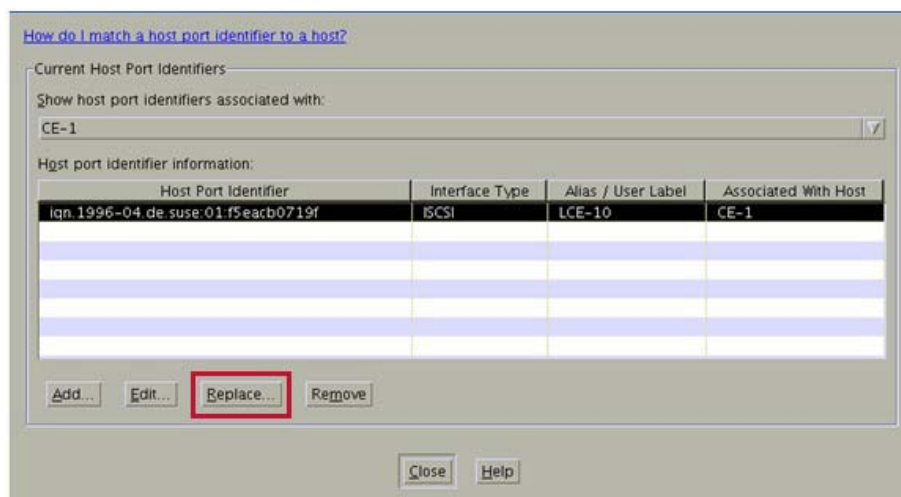 How do I match a host port identifier to a host?
Current Host Port Identifiers
Show host port identifiers associated with:
CE-1
Host port identifier information:
Host Port Identifier Interface Type Alias / User Label Associated With Host
iqn.1996-04.de.suse:01:f5eacb0719f ISCSI LCE-10 CE-1
Add... Edit... Replace... Remove
Close Help